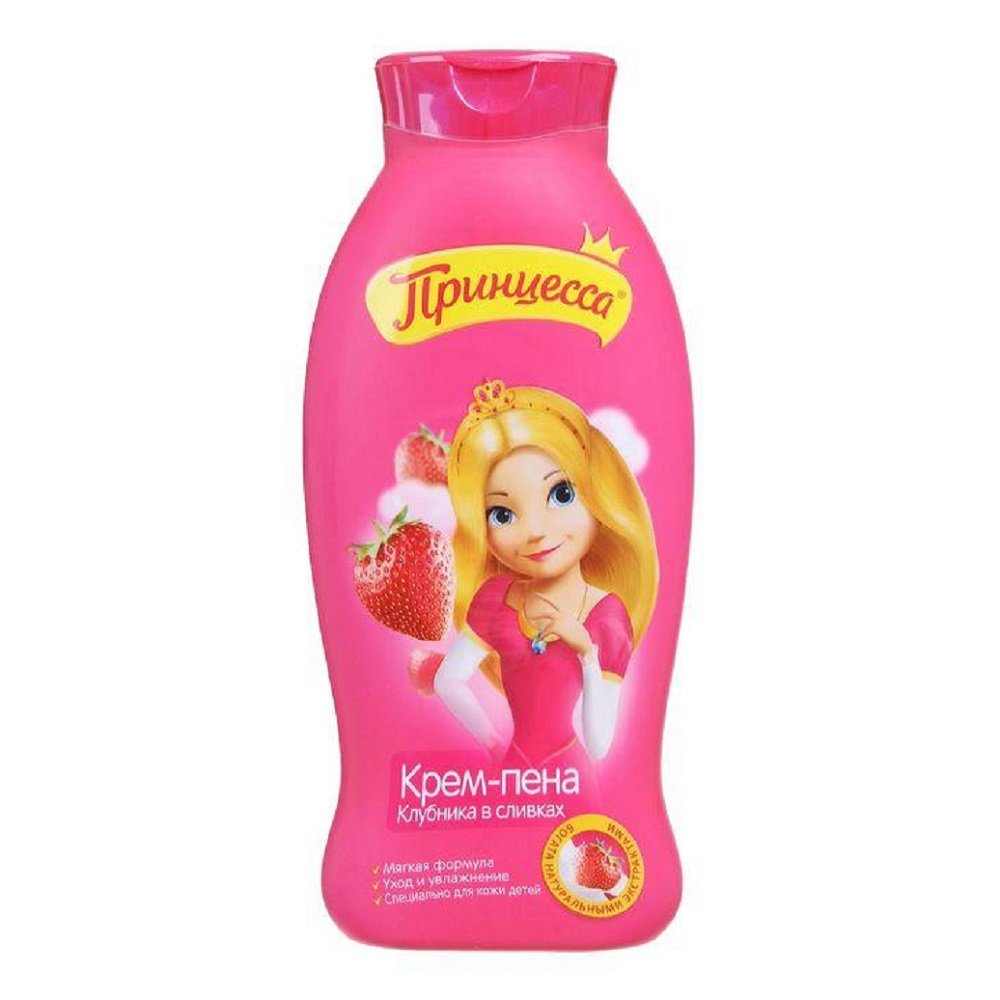 Принцесса®
Крем-пена
Клубника в сливках
✓ Мягкая формула
✓ Уход и увлажнение
✓ Специально для кожи детей
БОГАТА НАТУРАЛЬНЫМИ ЭКСТРАКТАМИ